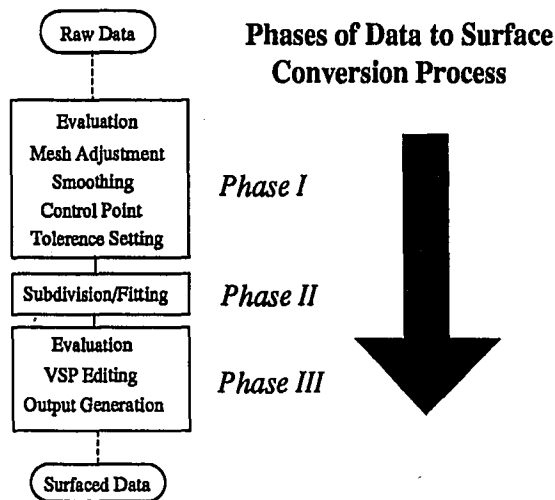 Raw Data
Phases of Data to Surface
Conversion Process
Evaluation
Mesh Adjustment
Smoothing
Control Point
Tolerence Setting
Phase I
Subdivision/Fitting
Phase II
Evaluation
VSP Editing
Output Generation
Phase III
Surfaced Data